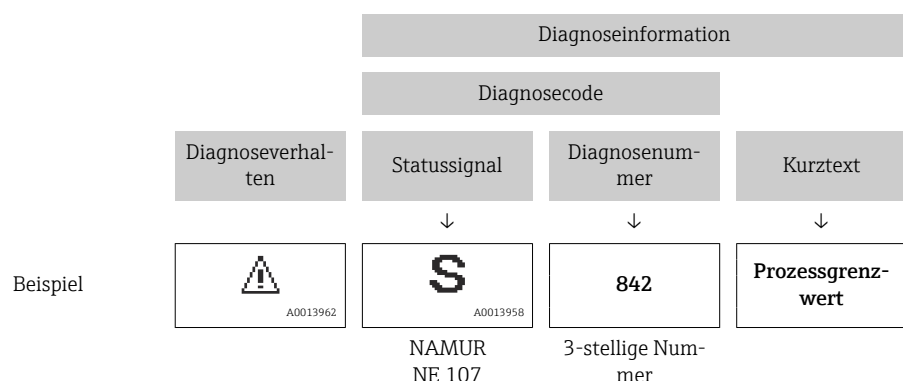 Diagnoseinformation
Diagnosecode
Diagnoseverhal-
ten
Statussignal
Diagnosenum-
mer
Kurztext
↓ ↓ ↓
Beispiel
A0013962
S
A0013958
842
Prozessgrenz-
wert
NAMUR
NE 107
3-stellige Num-
mer